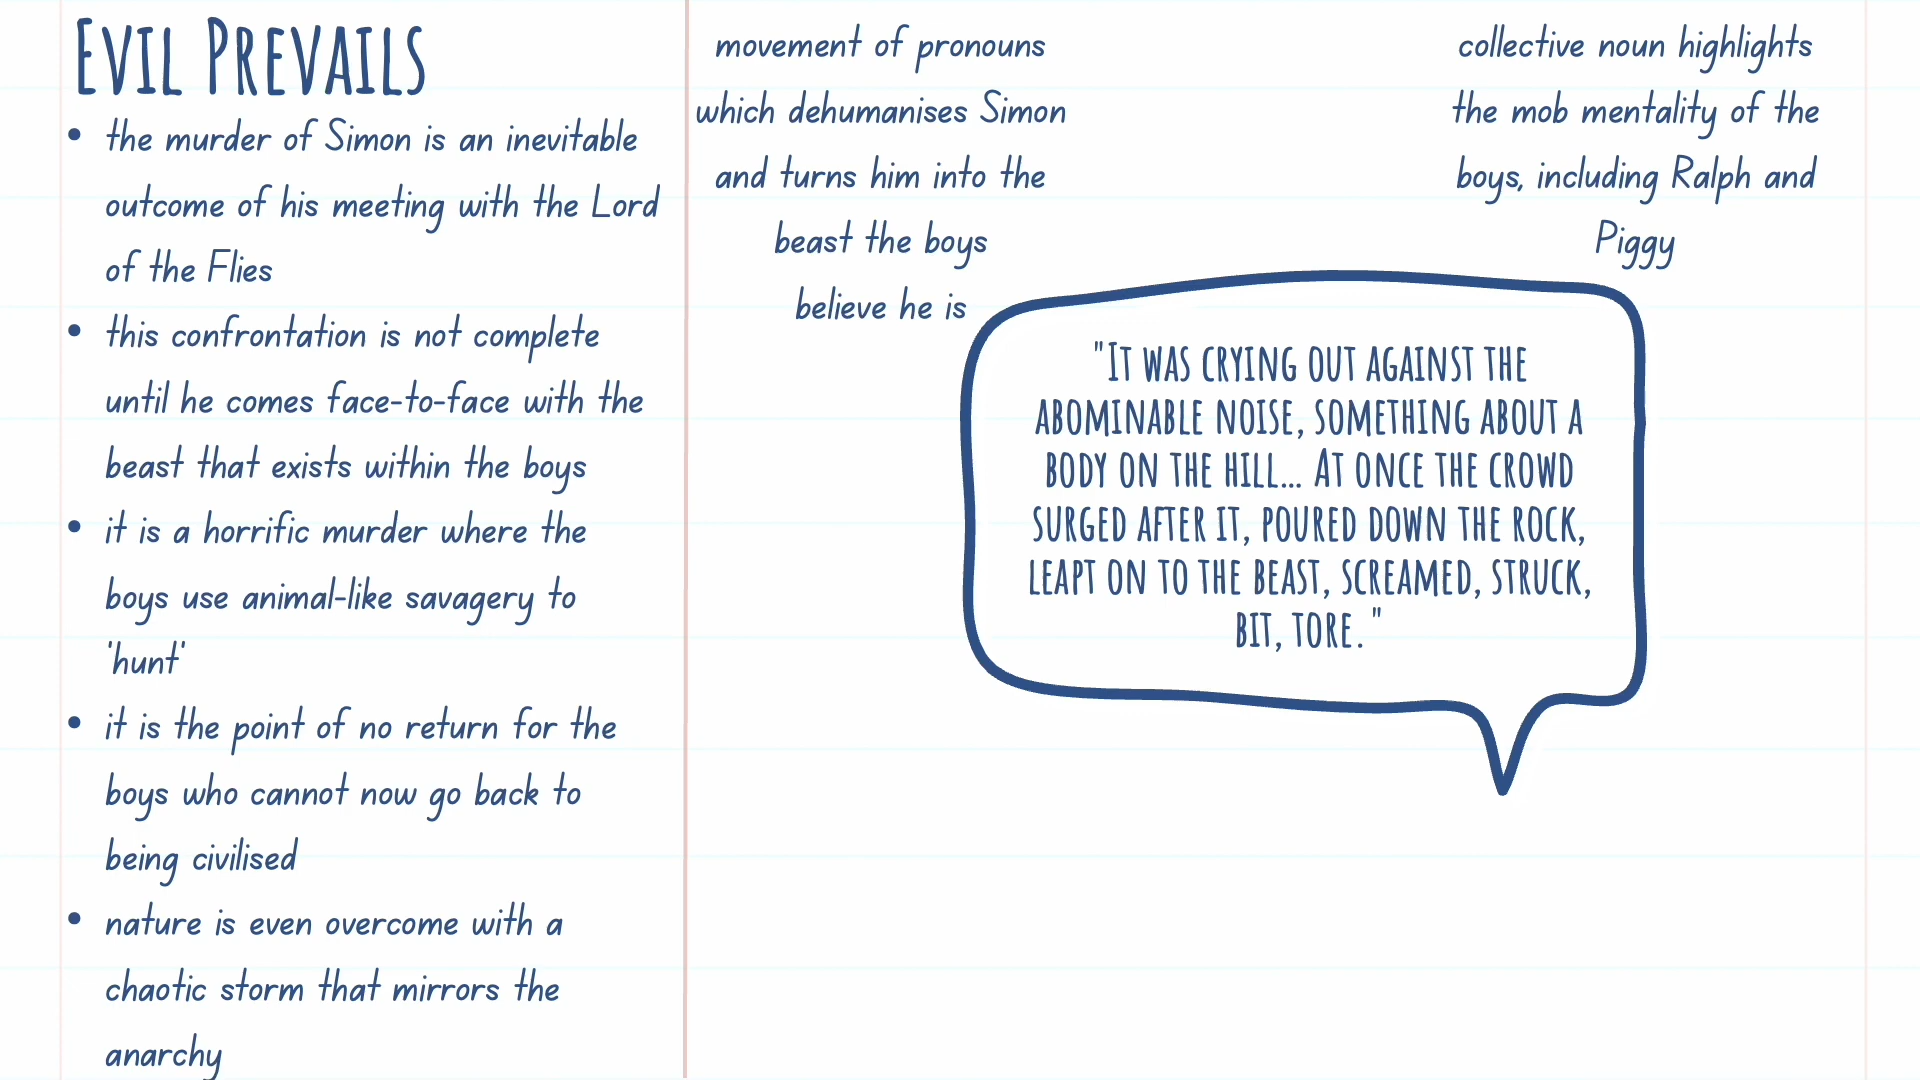 EVIL PREVAILS
• the murder of Simon is an inevitable
outcome of his meeting with the Lord
of the Flies
• this confrontation is not complete
until he comes face-to-face with the
beast that exists within the boys
• it is a horrific murder where the
boys use animal-like savagery to
'hunt'
• it is the point of no return for the
boys who cannot now go back to
being civilised
• nature is even overcome with a
chaotic storm that mirrors the
anarchy
movement of pronouns
which dehumanises Simon
and turns him into the
beast the boys
believe he is
collective noun highlights
the mob mentality of the
boys, including Ralph and
Piggy
"IT WAS CRYING OUT AGAINST THE
ABOMINABLE NOISE, SOMETHING ABOUT A
BODY ON THE HILL... AT ONCE THE CROWD
SURGED AFTER IT, POURED DOWN THE ROCK,
LEAPT ON TO THE BEAST, SCREAMED, STRUCK,
BIT, TORE. "